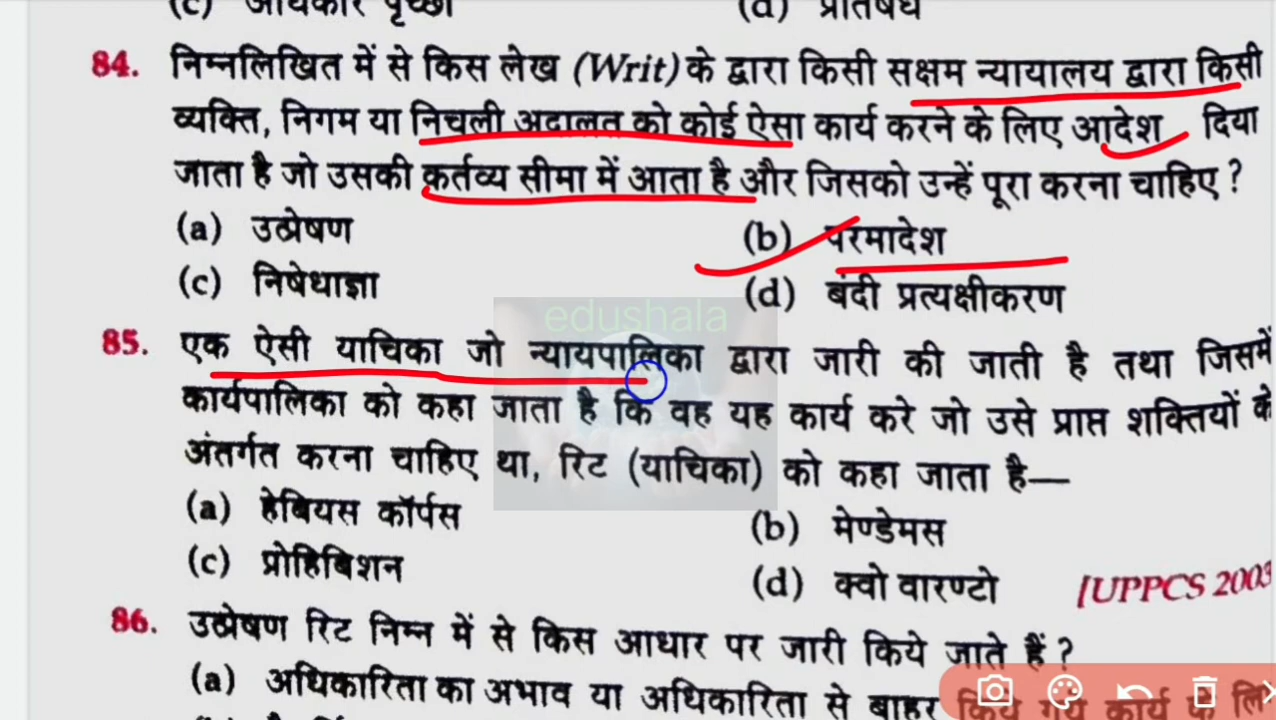 (c) अधिकार पृच्छा (d) प्रतिषेध
84. निम्नलिखित में से किस लेख (Writ) के द्वारा किसी सक्षम न्यायालय द्वारा किसी
व्यक्ति, निगम या निचली अदालत को कोई ऐसा कार्य करने के लिए आदेश दिया
जाता है जो उसकी कर्तव्य सीमा में आता है और जिसको उन्हें पूरा करना चाहिए ?
(a) उत्प्रेषण (b) परमादेश
(c) निषेधाज्ञा (d) बंदी प्रत्यक्षीकरण
edushala
85. एक ऐसी याचिका जो न्यायपालिका द्वारा जारी की जाती है तथा जिसमें
कार्यपालिका को कहा जाता है कि वह यह कार्य करे जो उसे प्राप्त शक्तियों के
अंतर्गत करना चाहिए था, रिट (याचिका) को कहा जाता है—
(a) हेबियस कॉर्पस (b) मेण्डेमस
(c) प्रोहिबिशन (d) क्वो वारण्टो [UPPCS 2003
86. उत्प्रेषण रिट निम्न में से किस आधार पर जारी किये जाते हैं ?
(a) अधिकारिता का अभाव या अधिकारिता से बाहर किये गये कार्य के लि